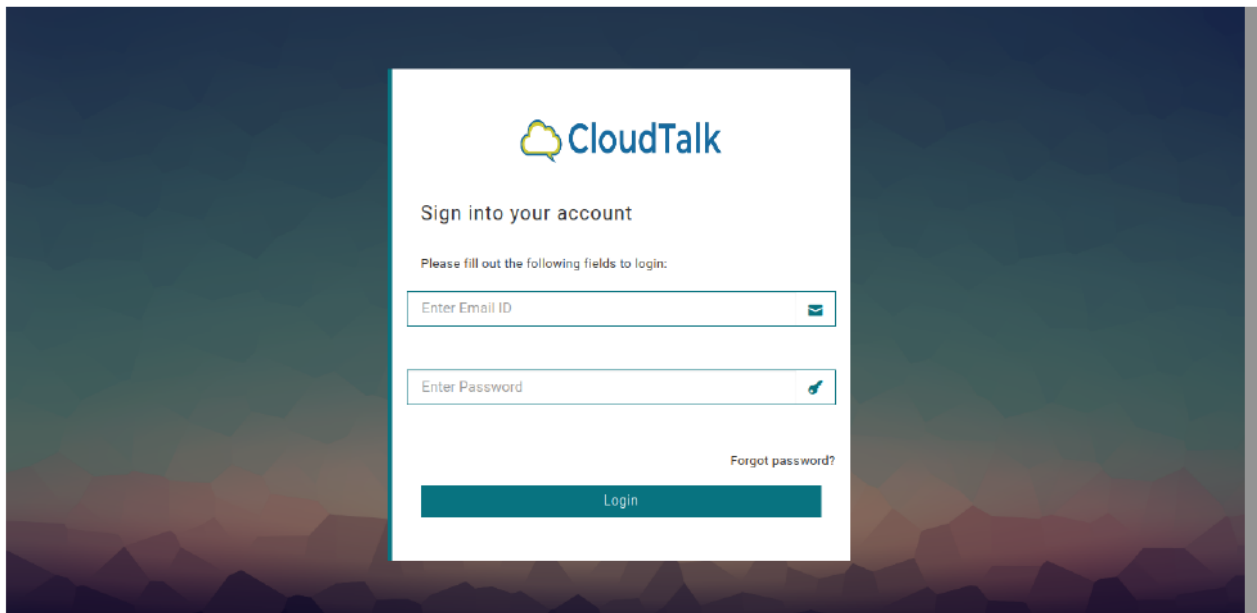 CloudTalk
Sign into your account
Please fill out the following fields to login:
Enter Email ID
Enter Password
Forgot password?
Login